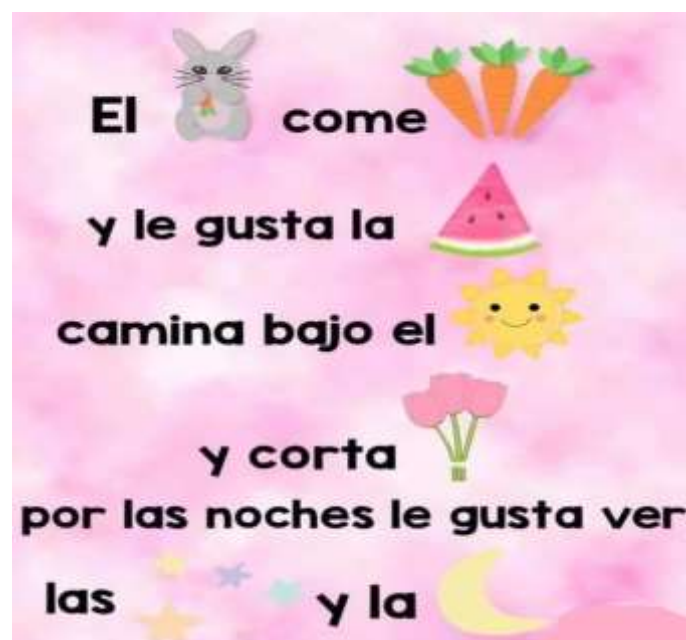 El come
y le gusta la
camina bajo el
y corta
por las noches le gusta ver
las y la